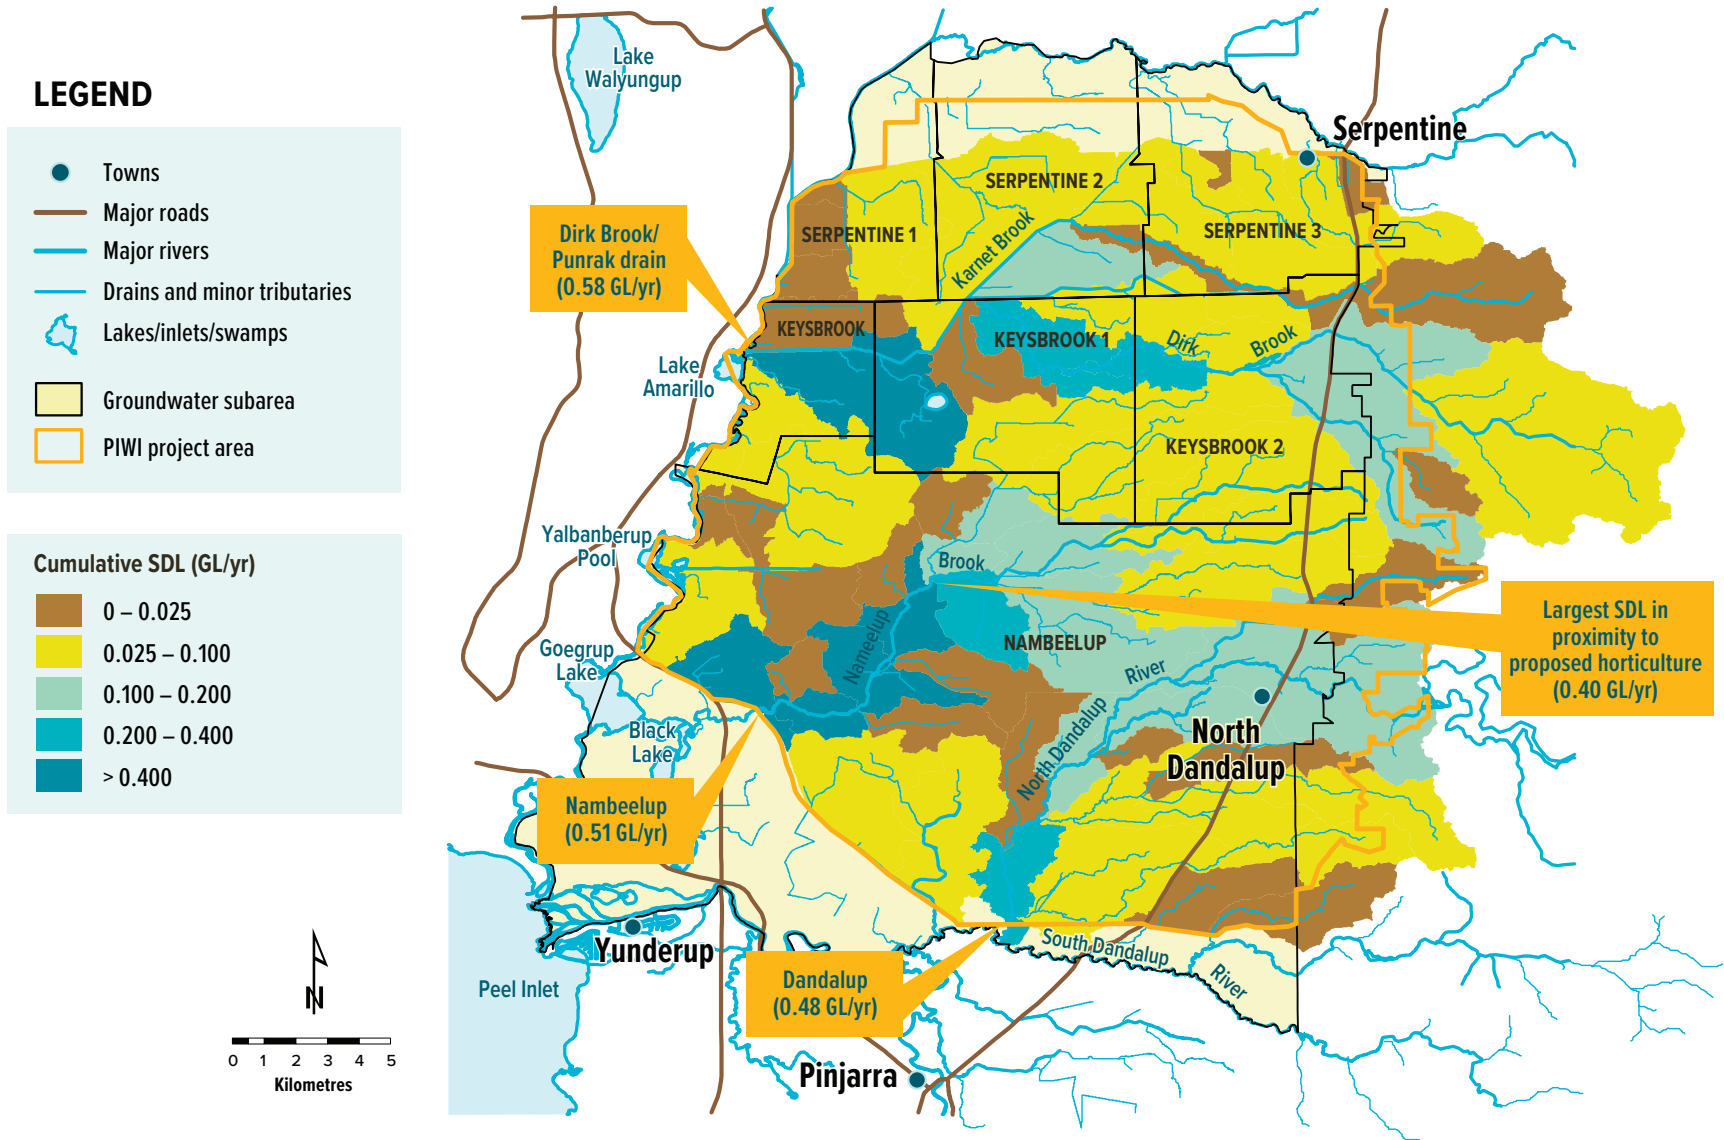 LEGEND
Towns
Major roads
Major rivers
Drains and minor tributaries
Lakes/inlets/swamps
Groundwater subarea
PIWI project area
Cumulative SDL (GL/yr)
0 – 0.025
0.025 – 0.100
0.100 – 0.200
0.200 – 0.400
> 0.400
N
0 1 2 3 4 5
Kilometres
Lake
Walyungup
Serpentine
SERPENTINE 1
SERPENTINE 2
SERPENTINE 3
Karnet Brook
Dirk Brook/
Punrak drain
(0.58 GL/yr)
KEYSBROOK
KEYSBROOK 1
Dirk
Brook
Lake
Amarillo
KEYSBROOK 2
Yalbanberup
Pool
Brook
Nameelup
NAMBEELUP
Largest SDL in
proximity to
proposed horticulture
(0.40 GL/yr)
Goegrup
Lake
River
North Dandalup
Black
Lake
North
Dandalup
Nambeelup
(0.51 GL/yr)
Yunderup
Peel Inlet
Dandalup
(0.48 GL/yr)
South Dandalup
River
Pinjarra